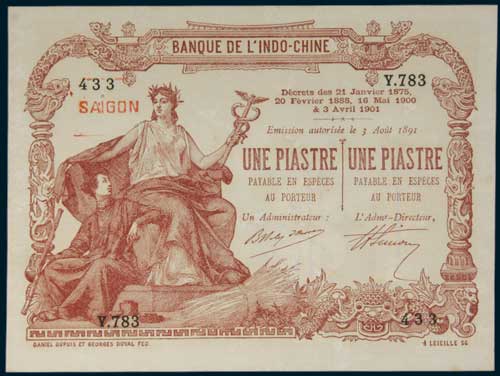 BANQUE DE L'INDO-CHINE
433
Y.783
SAIGON
Décrets des 21 Janvier 1875,
20 Février 1888, 16 Mai 1900
& 3 Avril 1901
Emission autorisée le 3 Août 1891
UNE PIASTRE
PAYABLE EN ESPÈCES
AU PORTEUR
Un Administrateur:
UNE PIASTRE
PAYABLE EN ESPÈCES
AU PORTEUR
L'Admr-Directeur,
Y.783
433
DANIEL DUPUIS ET GEORGES DUVAL FEC.